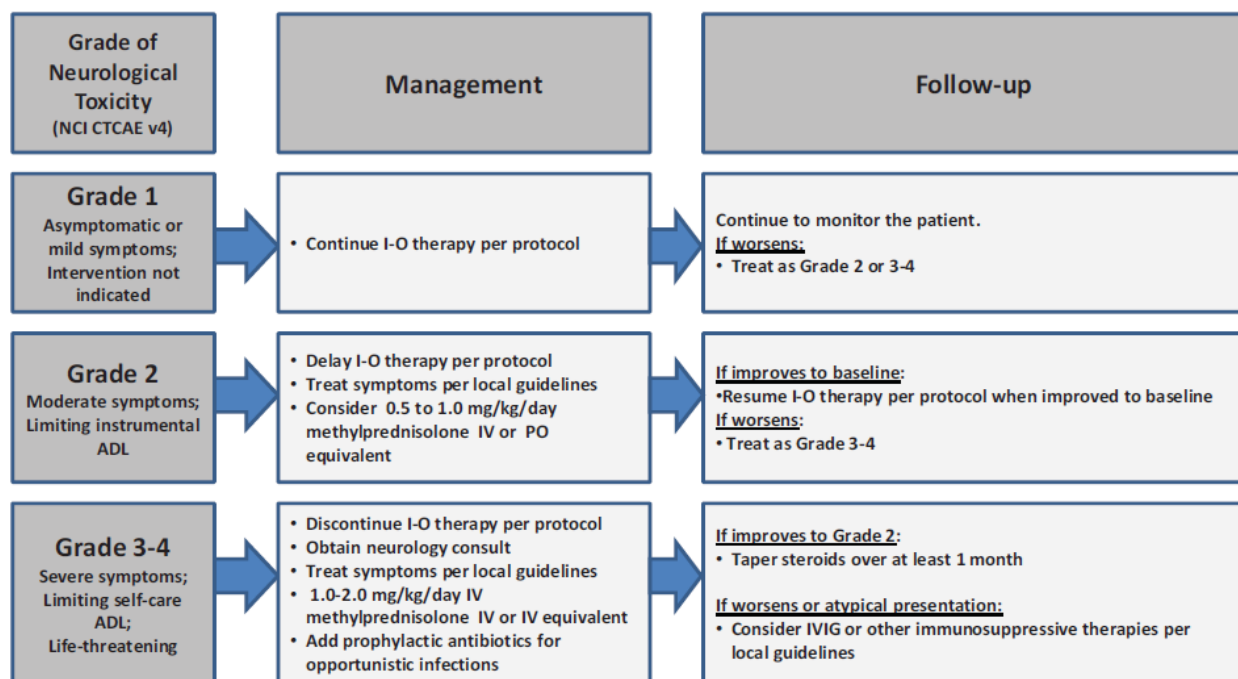 Grade of
Neurological
Toxicity
(NCI CTCAE v4)
Management
Follow-up
Grade 1
Asymptomatic or
mild symptoms;
Intervention not
indicated
• Continue I-O therapy per protocol
Continue to monitor the patient.
If worsens:
• Treat as Grade 2 or 3-4
Grade 2
Moderate symptoms;
Limiting instrumental
ADL
• Delay I-O therapy per protocol
• Treat symptoms per local guidelines
• Consider 0.5 to 1.0 mg/kg/day
methylprednisolone IV or PO
equivalent
If improves to baseline:
•Resume I-O therapy per protocol when improved to baseline
If worsens:
• Treat as Grade 3-4
Grade 3-4
Severe symptoms;
Limiting self-care
ADL;
Life-threatening
• Discontinue I-O therapy per protocol
• Obtain neurology consult
• Treat symptoms per local guidelines
• 1.0-2.0 mg/kg/day IV
methylprednisolone IV or IV equivalent
• Add prophylactic antibiotics for
opportunistic infections
If improves to Grade 2:
• Taper steroids over at least 1 month
If worsens or atypical presentation:
• Consider IVIG or other immunosuppressive therapies per
local guidelines